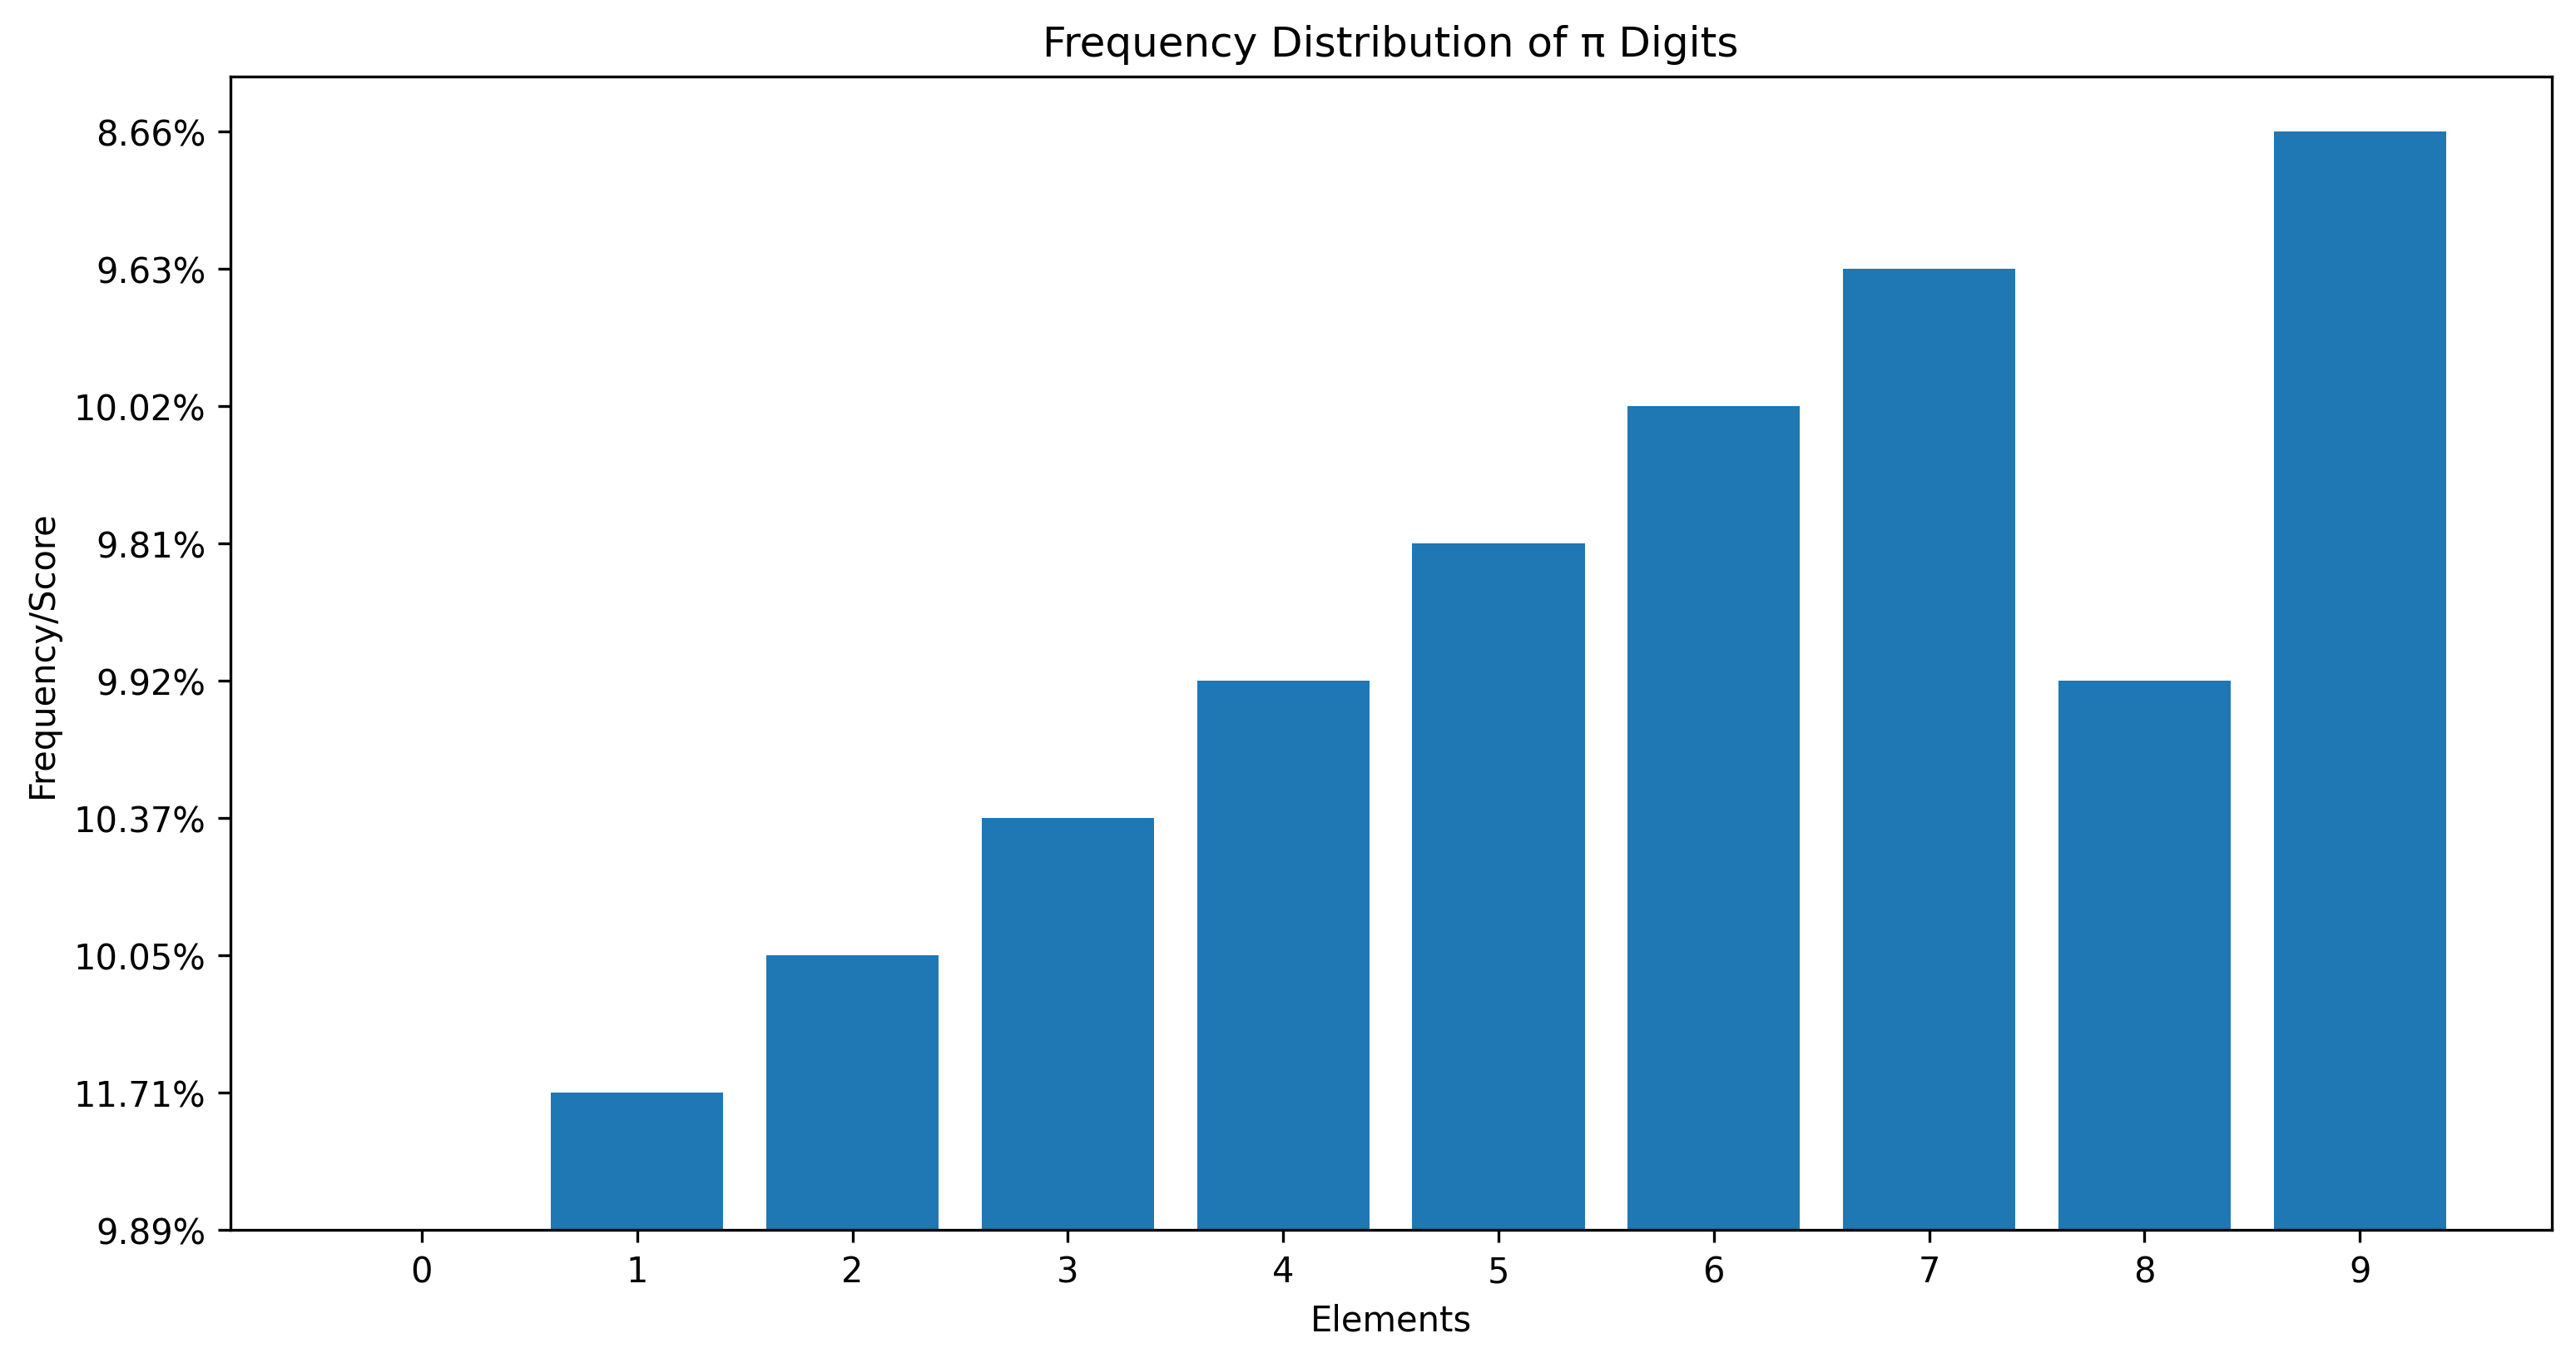 Frequency Distribution of π Digits
8.66%
9.63%
10.02%
9.81%
9.92%
10.37%
10.05%
11.71%
9.89%
Frequency/Score
0 1 2 3 4 5 6 7 8 9
Elements